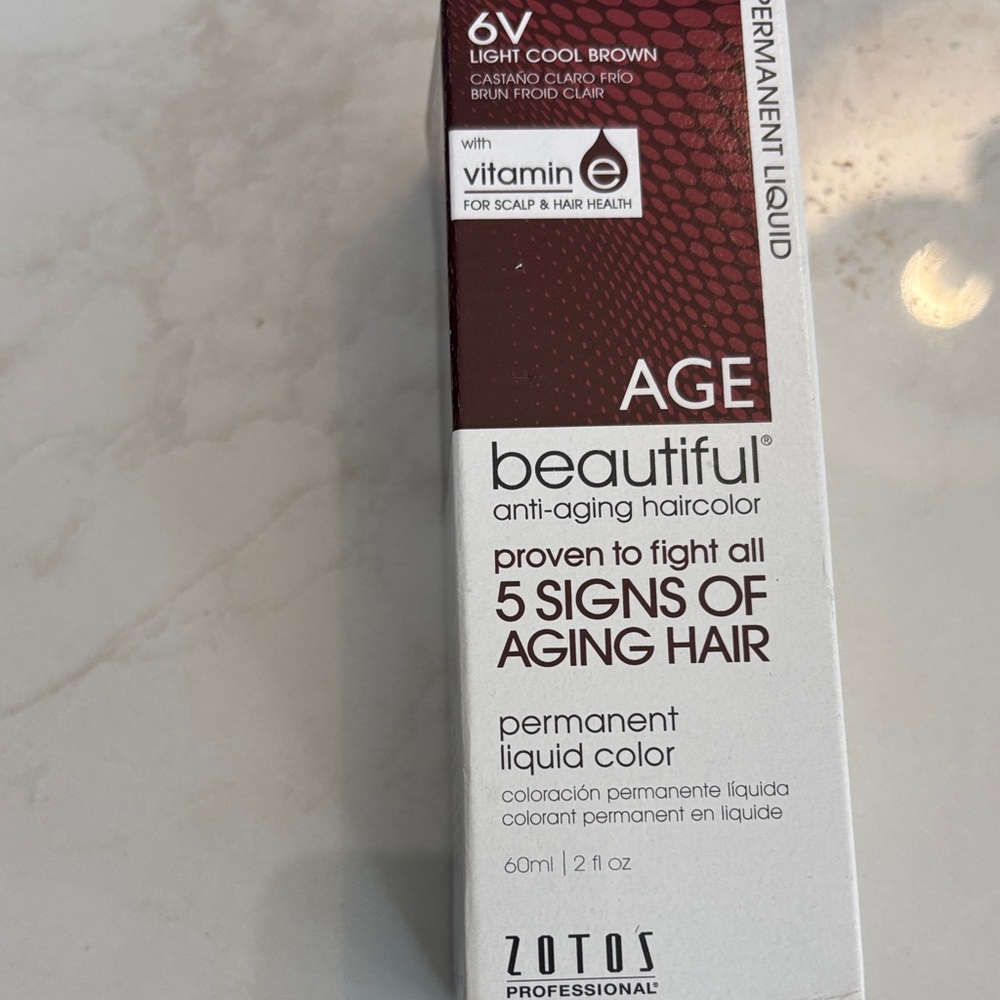 6V
LIGHT COOL BROWN
CASTAÑO CLARO FRÍO
BRUN FROID CLAIR
with
vitamin e
FOR SCALP & HAIR HEALTH
PERMANENT LIQUID
AGE
beautiful®
anti-aging haircolor
proven to fight all
5 SIGNS OF
AGING HAIR
permanent
liquid color
coloración permanente líquida
colorant permanent en liquide
60ml | 2 fl oz
ZOTOS
PROFESSIONAL®